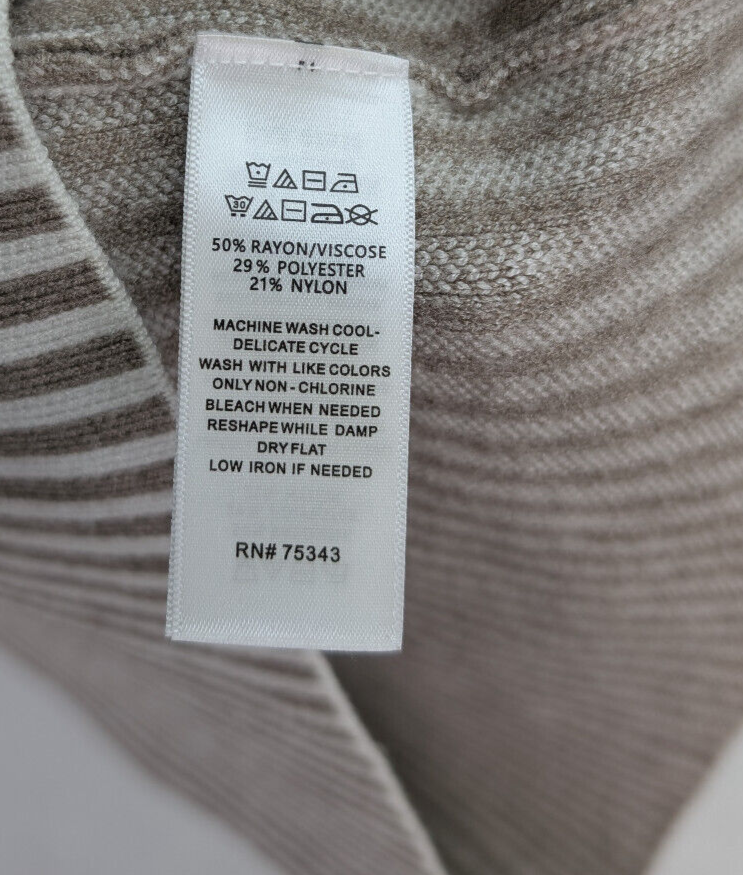 30
50% RAYON/VISCOSE
29% POLYESTER
21% NYLON
MACHINE WASH COOL-
DELICATE CYCLE
WASH WITH LIKE COLORS
ONLY NON-CHLORINE
BLEACH WHEN NEEDED
RESHAPE WHILE DAMP
DRY FLAT
LOW IRON IF NEEDED
RN# 75343